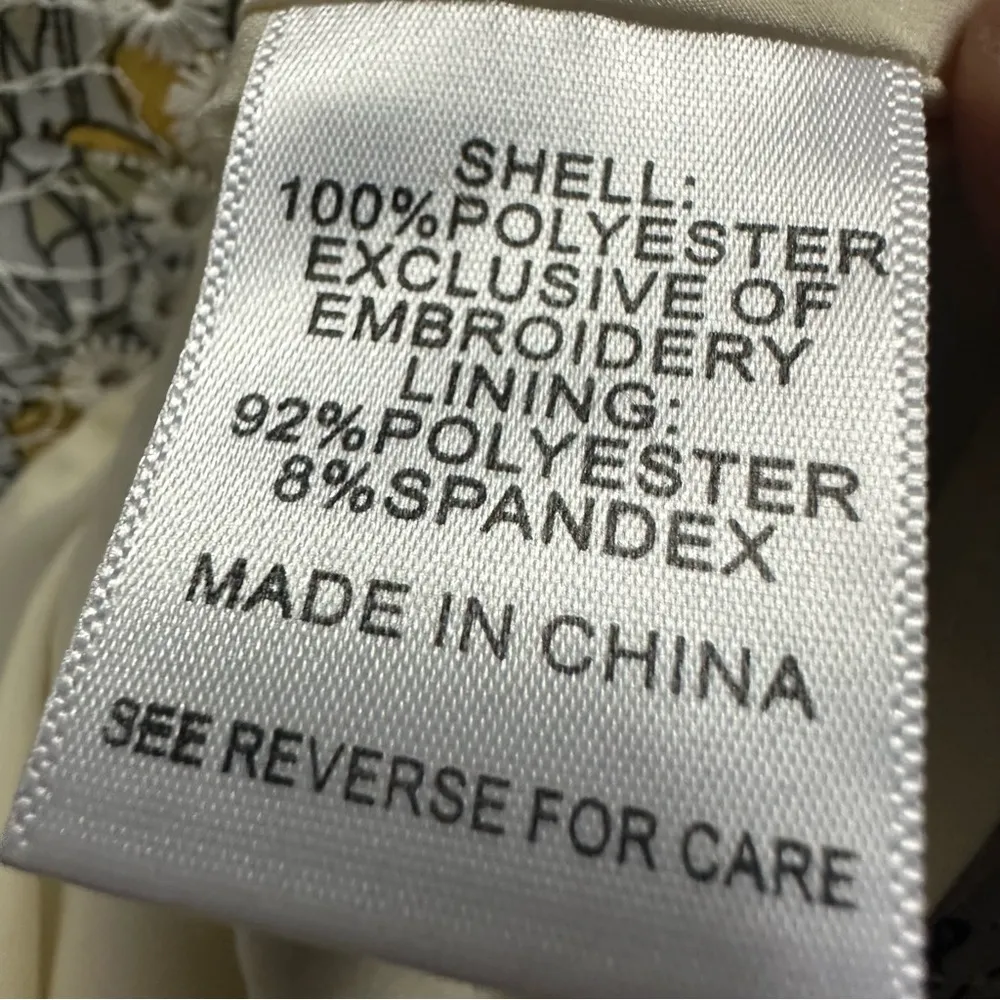 SHELL:
100%POLYESTER
EXCLUSIVE OF
EMBROIDERY
LINING:
92%POLYESTER
8%SPANDEX
MADE IN CHINA
SEE REVERSE FOR CARE